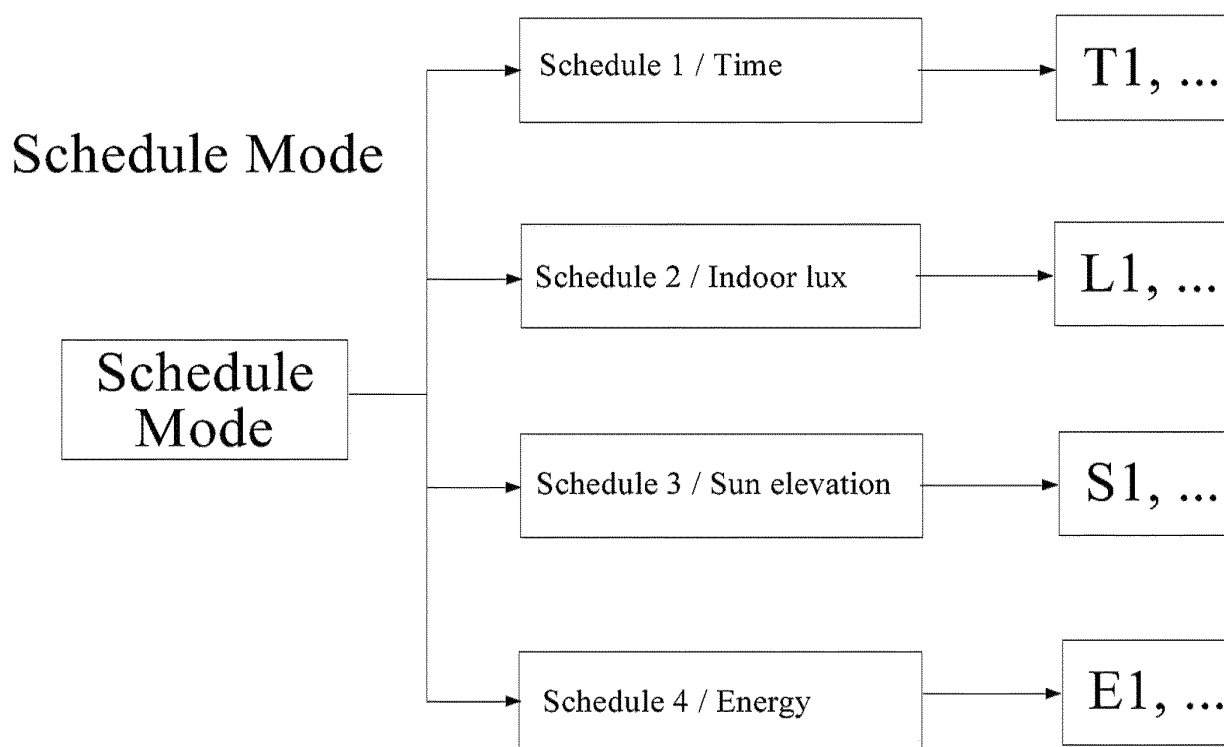 Schedule 1 / Time
T1, ...
Schedule Mode
Schedule 2 / Indoor lux
L1, ...
Schedule
Mode
Schedule 3 / Sun elevation
S1, ...
Schedule 4 / Energy
E1, ...